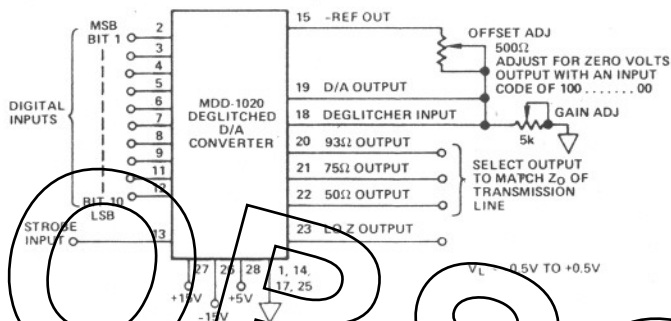 15 -REF OUT
MSB
BIT 1
2
3
4
5
6
7
8
9
11
12
BIT 10
LSB
DIGITAL
INPUTS
STROBE
INPUT
13
MDD-1020
DEGLITCHED
D/A
CONVERTER
OFFSET ADJ
500Ω
ADJUST FOR ZERO VOLTS
OUTPUT WITH AN INPUT
CODE OF 100.......00
19 D/A OUTPUT
18 DEGLITCHER INPUT
GAIN ADJ
5k
20 93Ω OUTPUT
21 75Ω OUTPUT
22 50Ω OUTPUT
SELECT OUTPUT
TO MATCH ZO OF
TRANSMISSION
LINE
23 LO Z OUTPUT
27 26 28
1, 14,
17, 25
+15V
-15V
+5V
0.5V TO +0.5V